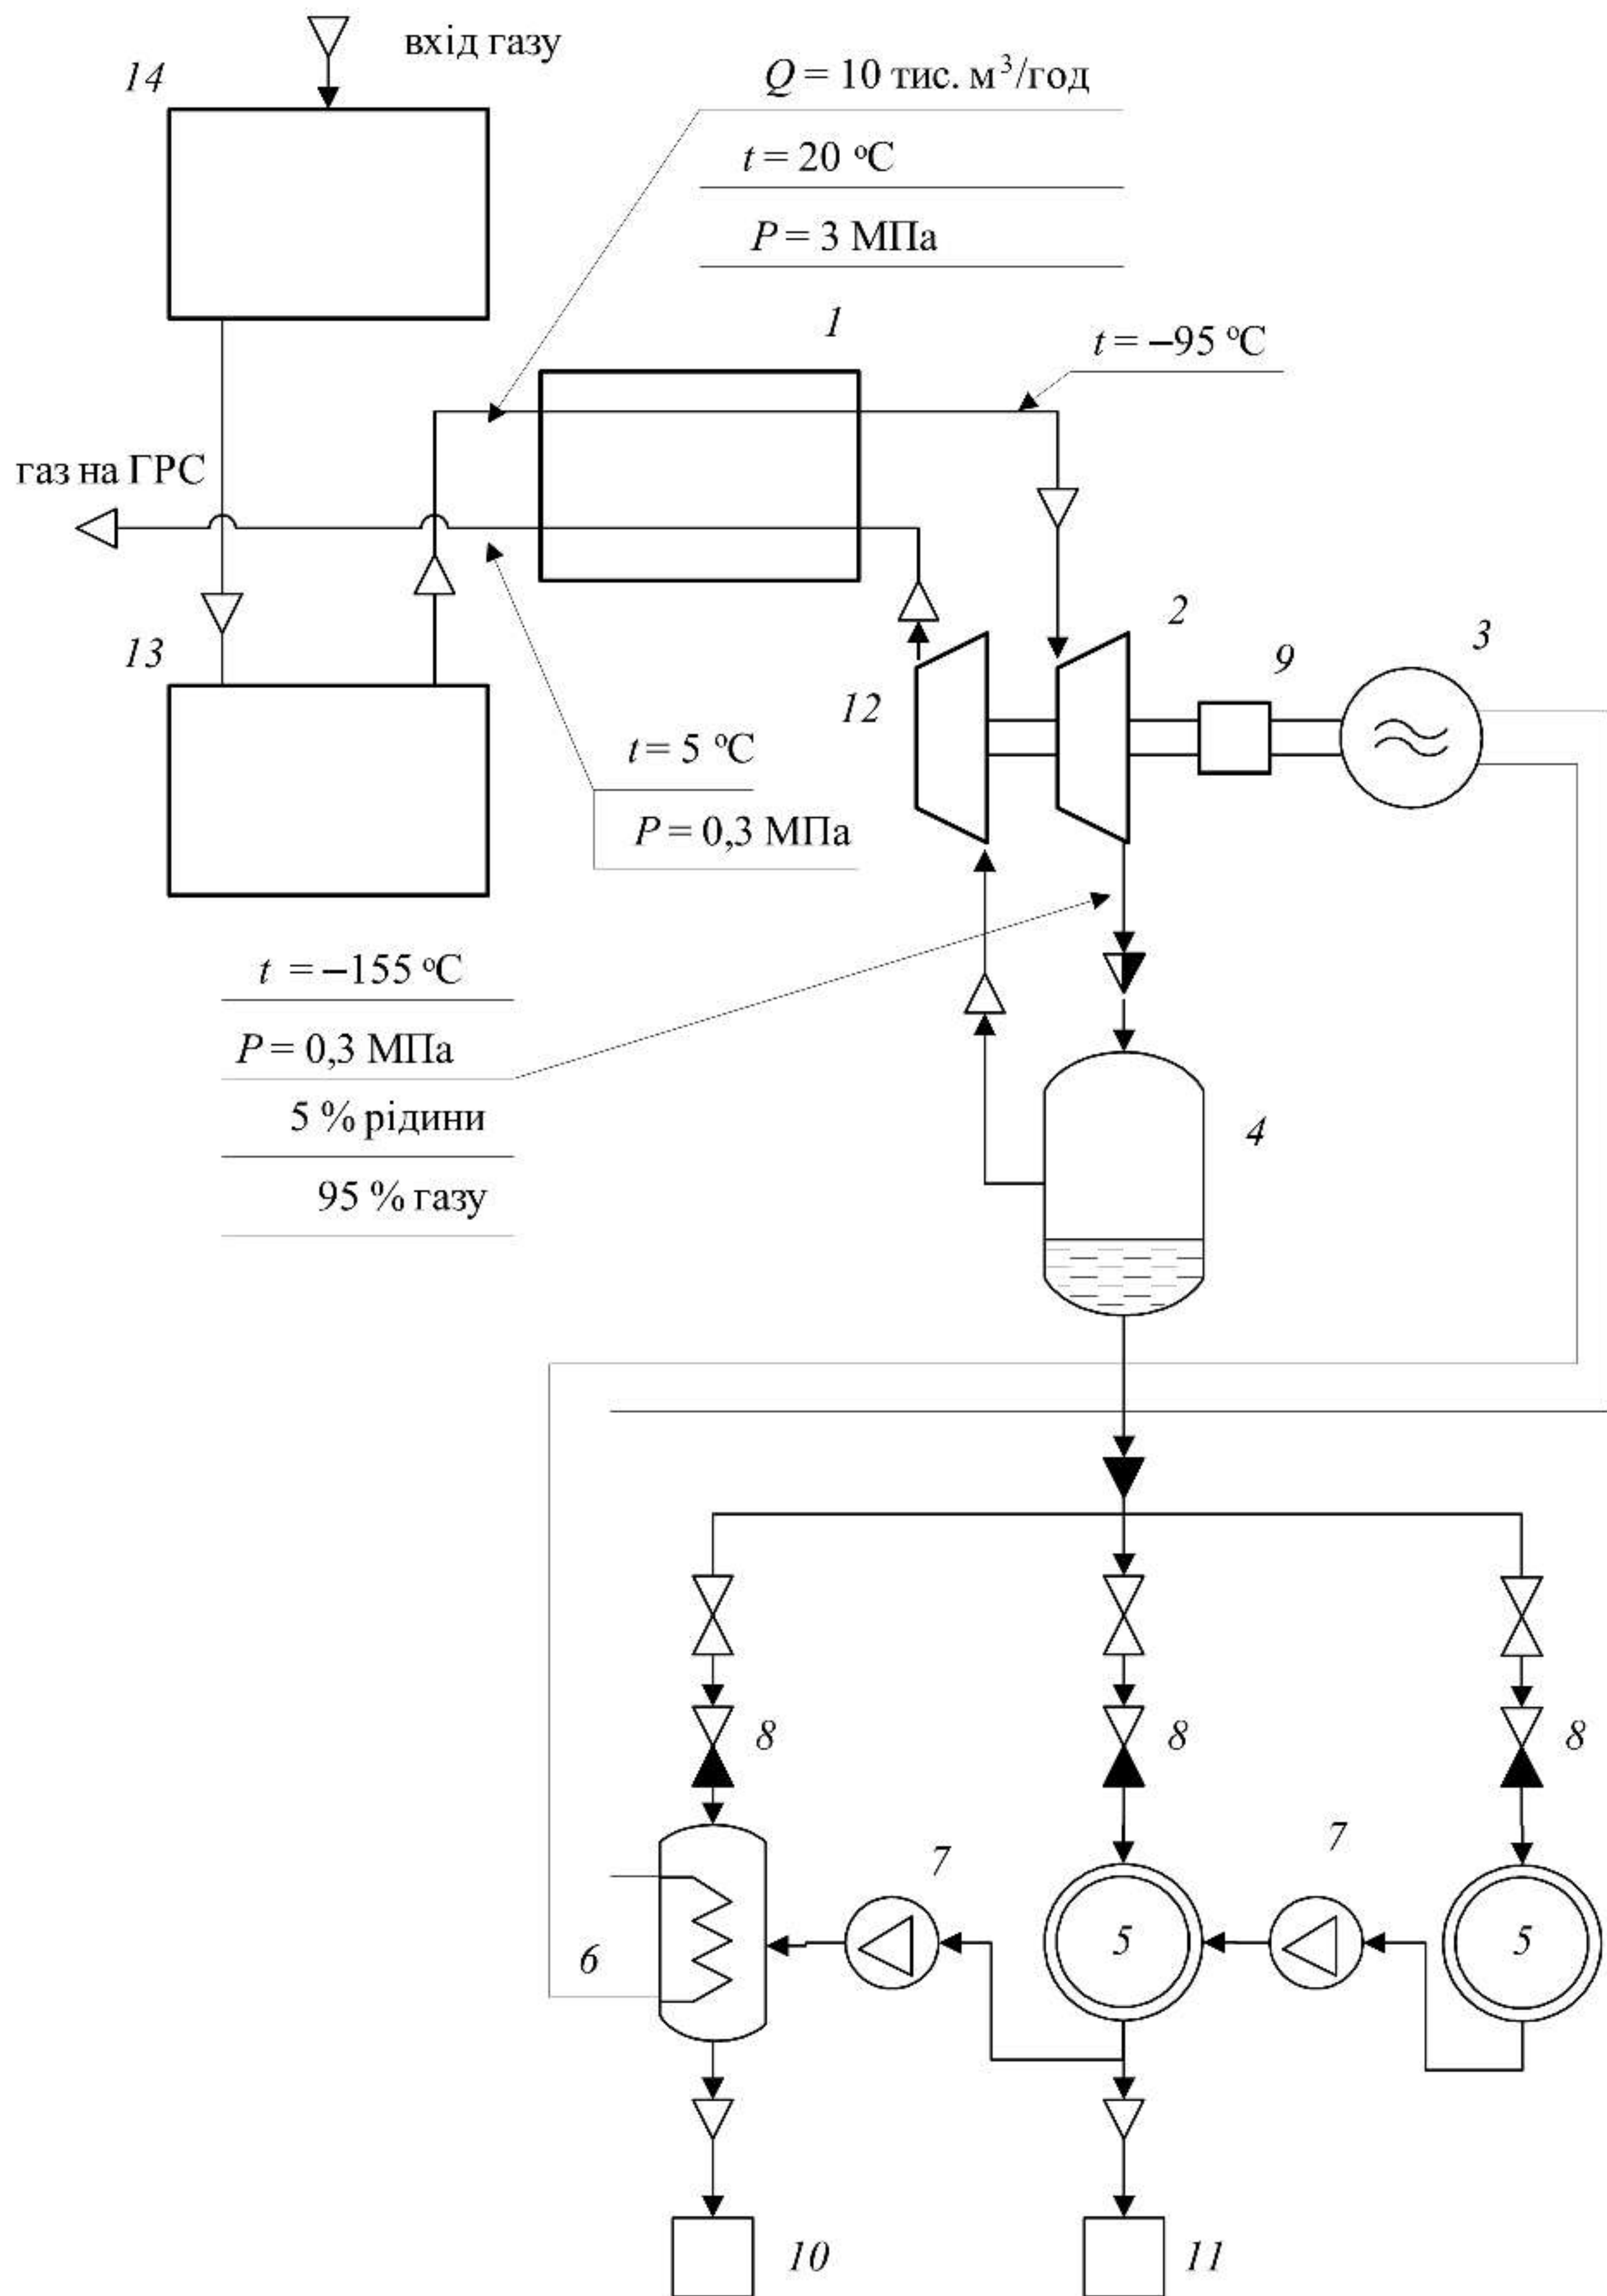 вхід газу
14
Q = 10 тис. м³/год
t = 20 °C
P = 3 МПа
1
t = –95 °C
газ на ГРС
2
3
9
13
12
t = 5 °C
P = 0,3 МПа
t = –155 °C
P = 0,3 МПа
5 % рідини
95 % газу
4
8
8
8
7
7
6
5
5
10
11